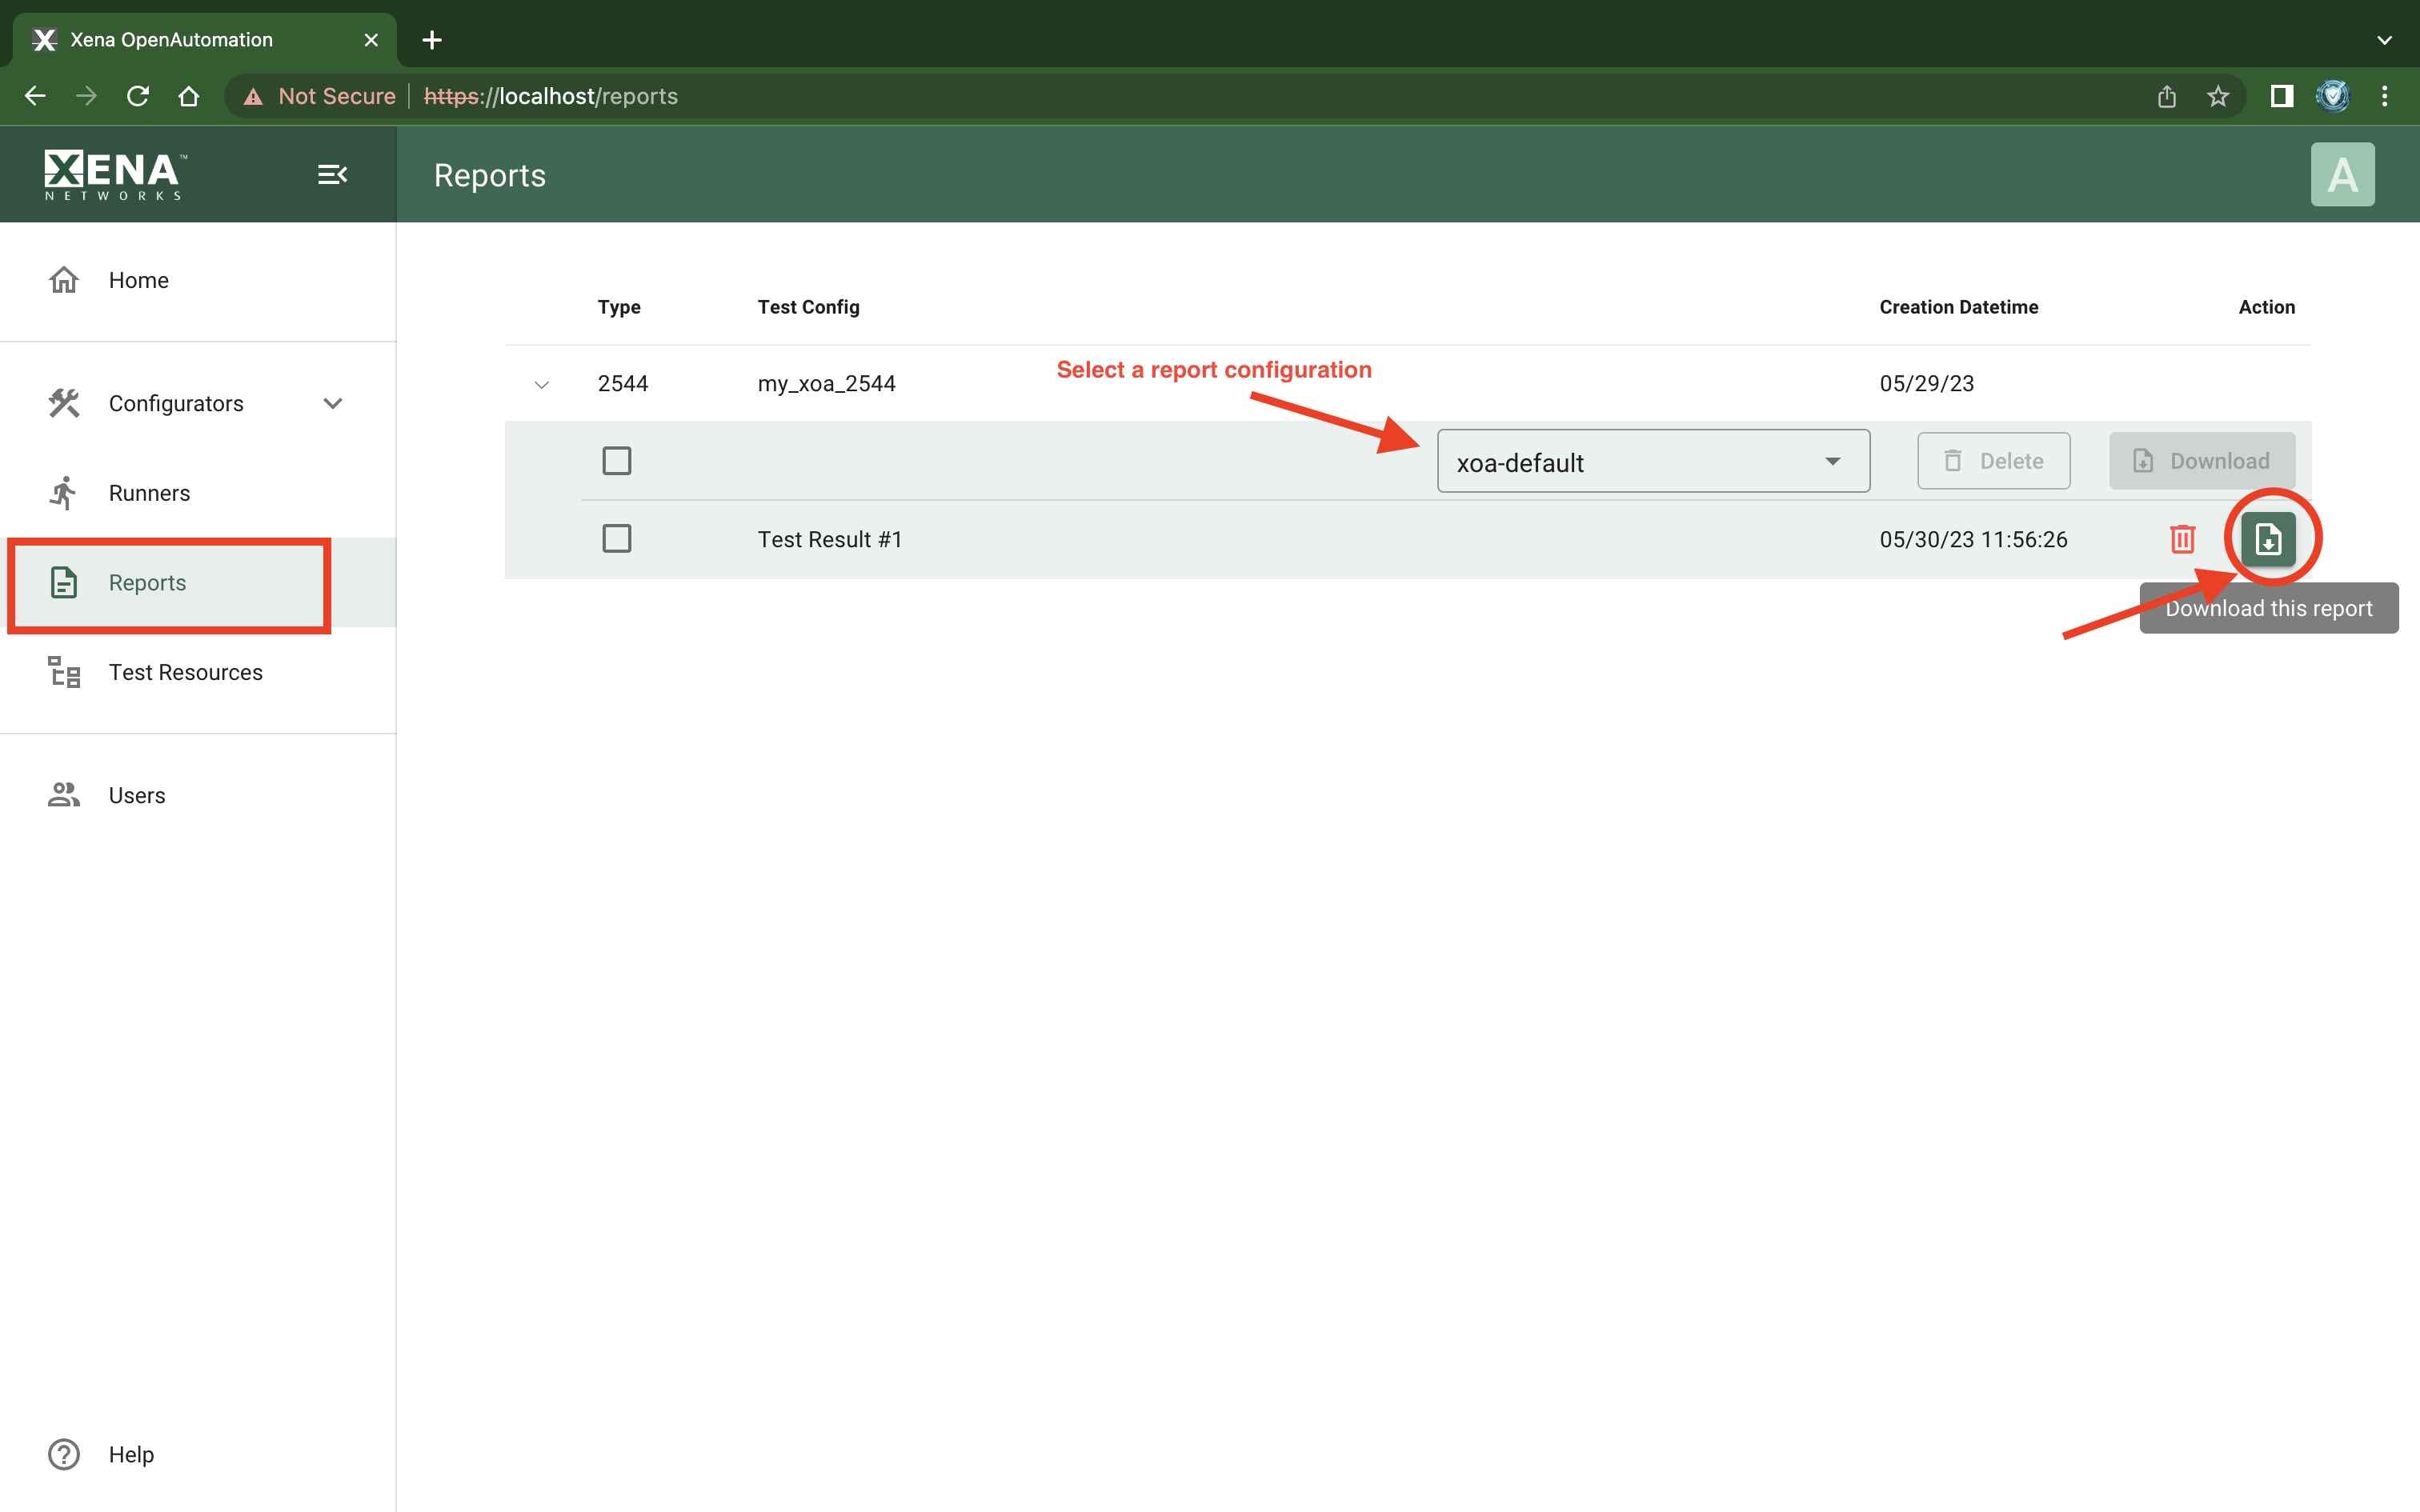 Xena OpenAutomation
Not Secure https://localhost/reports
XENA™
NETWORKS
Reports
A
Home
Type Test Config Creation Datetime Action
Select a report configuration
2544 my_xoa_2544 05/29/23
Configurators
xoa-default Delete Download
Runners
Test Result #1 05/30/23 11:56:26
Reports
Download this report
Test Resources
Users
Help